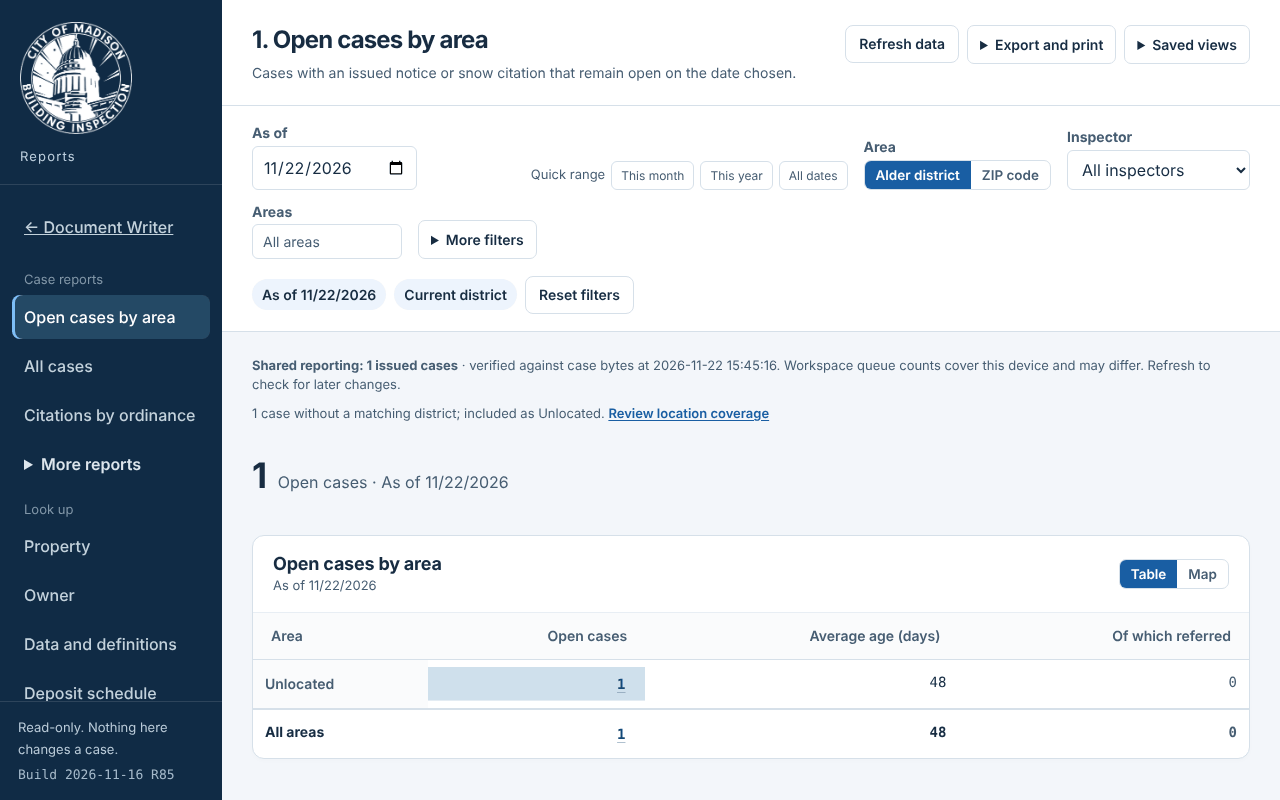 CITY OF MADISON
BUILDING INSPECTION
Reports
← Document Writer
Case reports
Open cases by area
All cases
Citations by ordinance
▶ More reports
Look up
Property
Owner
Data and definitions
Deposit schedule
Read-only. Nothing here
changes a case.
Build 2026-11-16 R85
1. Open cases by area
Cases with an issued notice or snow citation that remain open on the date chosen.
Refresh data
▶ Export and print
▶ Saved views
As of
11/22/2026
Quick range
This month
This year
All dates
Area
Alder district
ZIP code
Inspector
All inspectors
Areas
All areas
▶ More filters
As of 11/22/2026
Current district
Reset filters
Shared reporting: 1 issued cases · verified against case bytes at 2026-11-22 15:45:16. Workspace queue counts cover this device and may differ. Refresh to
check for later changes.
1 case without a matching district; included as Unlocated. Review location coverage
1 Open cases · As of 11/22/2026
Open cases by area
As of 11/22/2026
Table
Map
Area Open cases Average age (days) Of which referred
Unlocated 1 48 0
All areas 1 48 0